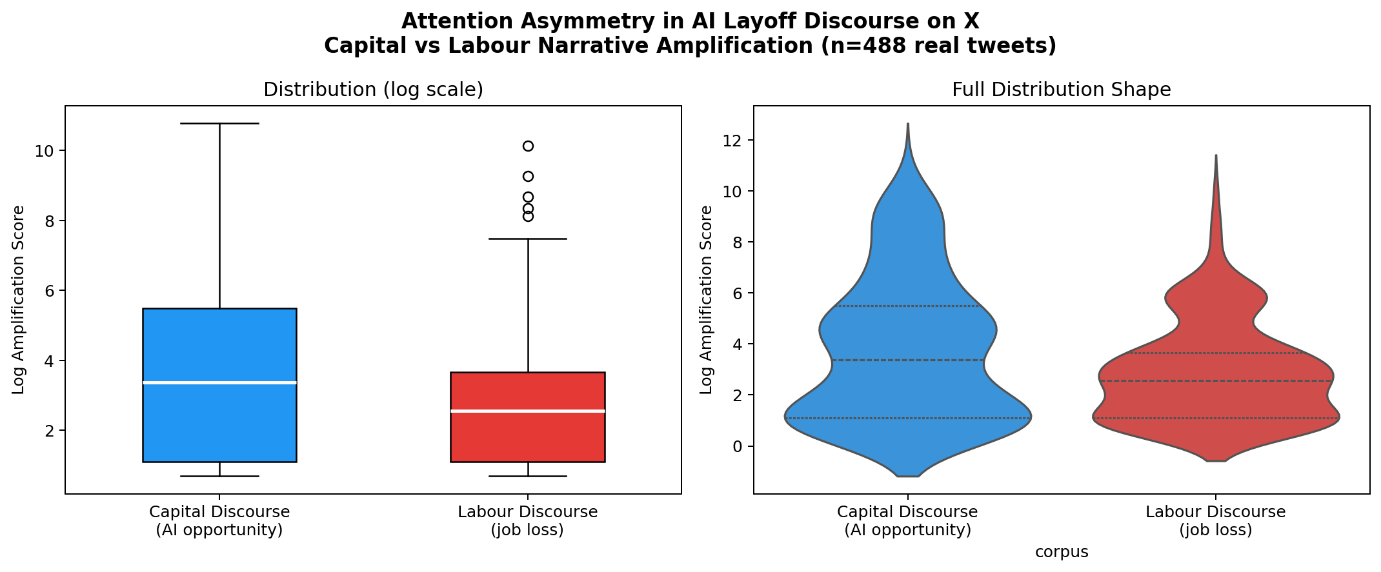 Attention Asymmetry in AI Layoff Discourse on X
Capital vs Labour Narrative Amplification (n=488 real tweets)
Distribution (log scale)
Log Amplification Score
10
8
6
4
2
Capital Discourse
(AI opportunity)
Labour Discourse
(job loss)
Full Distribution Shape
Log Amplification Score
12
10
8
6
4
2
0
Capital Discourse
(AI opportunity)
Labour Discourse
(job loss)
corpus